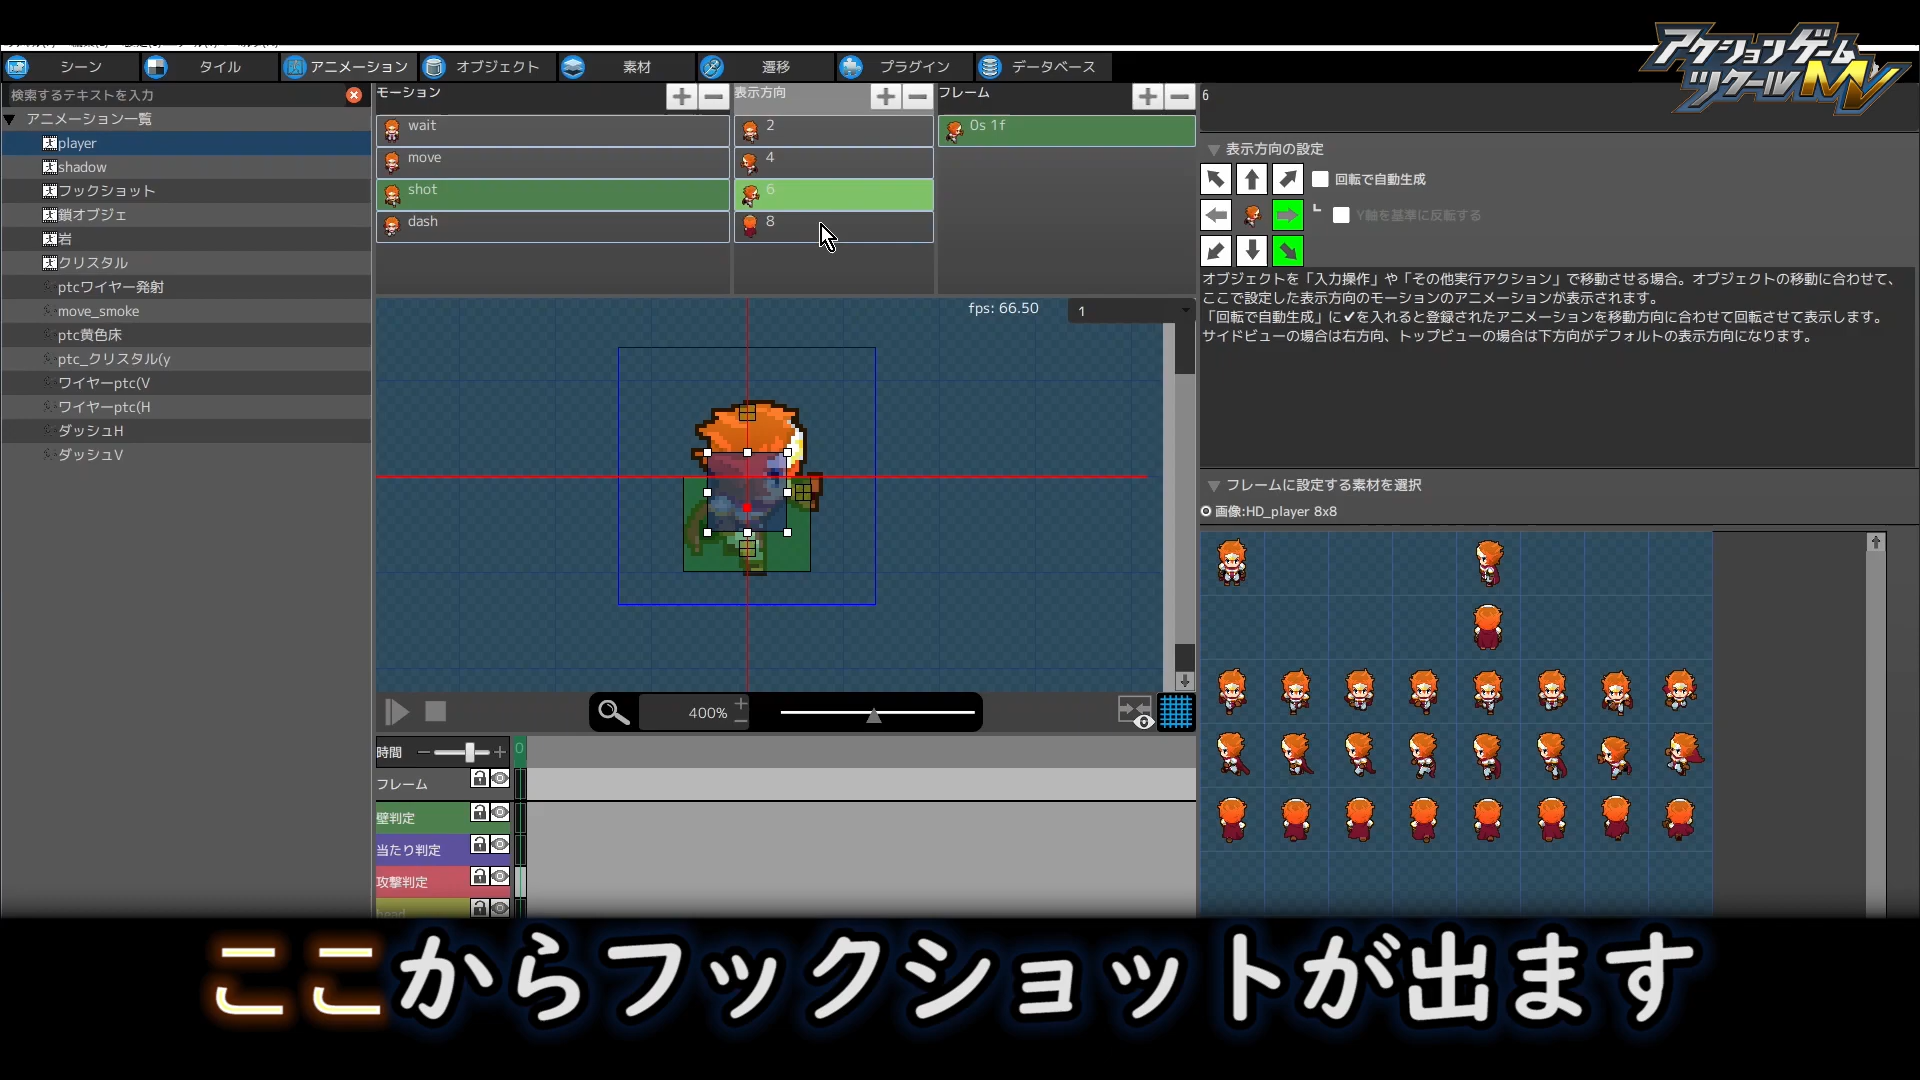 アクションゲーム
ツクールMV
シーン
タイル
アニメーション
オブジェクト
素材
遷移
プラグイン
データベース
検索するテキストを入力
アニメーション一覧
player
shadow
フックショット
鎖オブジェ
岩
クリスタル
ptcワイヤー発射
move_smoke
ptc黄色床
ptc_クリスタル(y
ワイヤーptc(V
ワイヤーptc(H
ダッシュH
ダッシュV
モーション
wait
move
shot
dash
表示方向
2
4
6
8
フレーム
0s 1f
fps: 66.50
1
400%
時間
0
フレーム
壁判定
当たり判定
攻撃判定
head
6
表示方向の設定
回転で自動生成
Y軸を基準に反転する
オブジェクトを「入力操作」や「その他実行アクション」で移動させる場合。オブジェクトの移動に合わせて、
ここで設定した表示方向のモーションのアニメーションが表示されます。
「回転で自動生成」に✔を入れると登録されたアニメーションを移動方向に合わせて回転させて表示します。
サイドビューの場合は右方向、トップビューの場合は下方向がデフォルトの表示方向になります。
フレームに設定する素材を選択
画像:HD_player 8x8
ここからフックショットが出ます